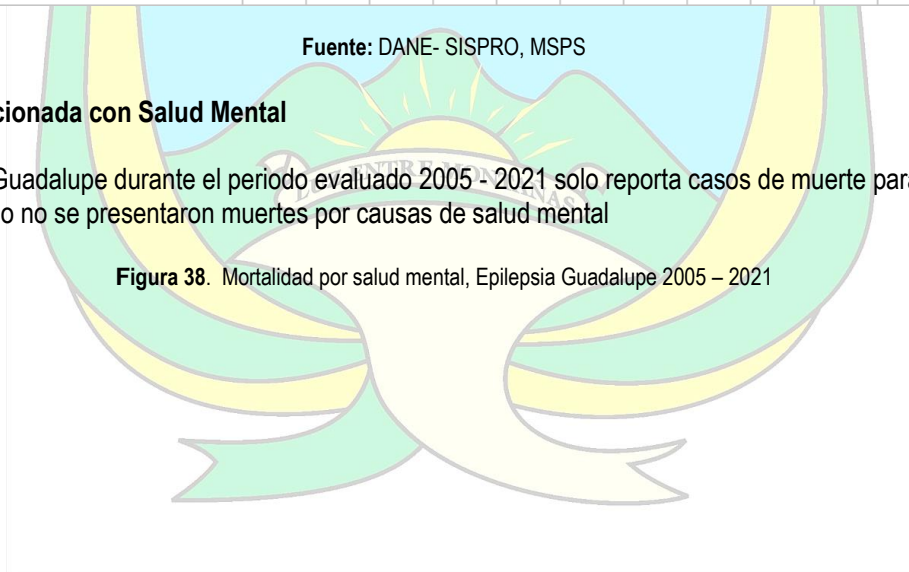 Fuente: DANE- SISPRO, MSPS
cionada con Salud Mental
ENTRE MON
Guadalupe durante el periodo evaluado 2005 - 2021 solo reporta casos de muerte para
o no se presentaron muertes por causas de salud mental
Figura 38.  Mortalidad por salud mental, Epilepsia Guadalupe 2005 – 2021